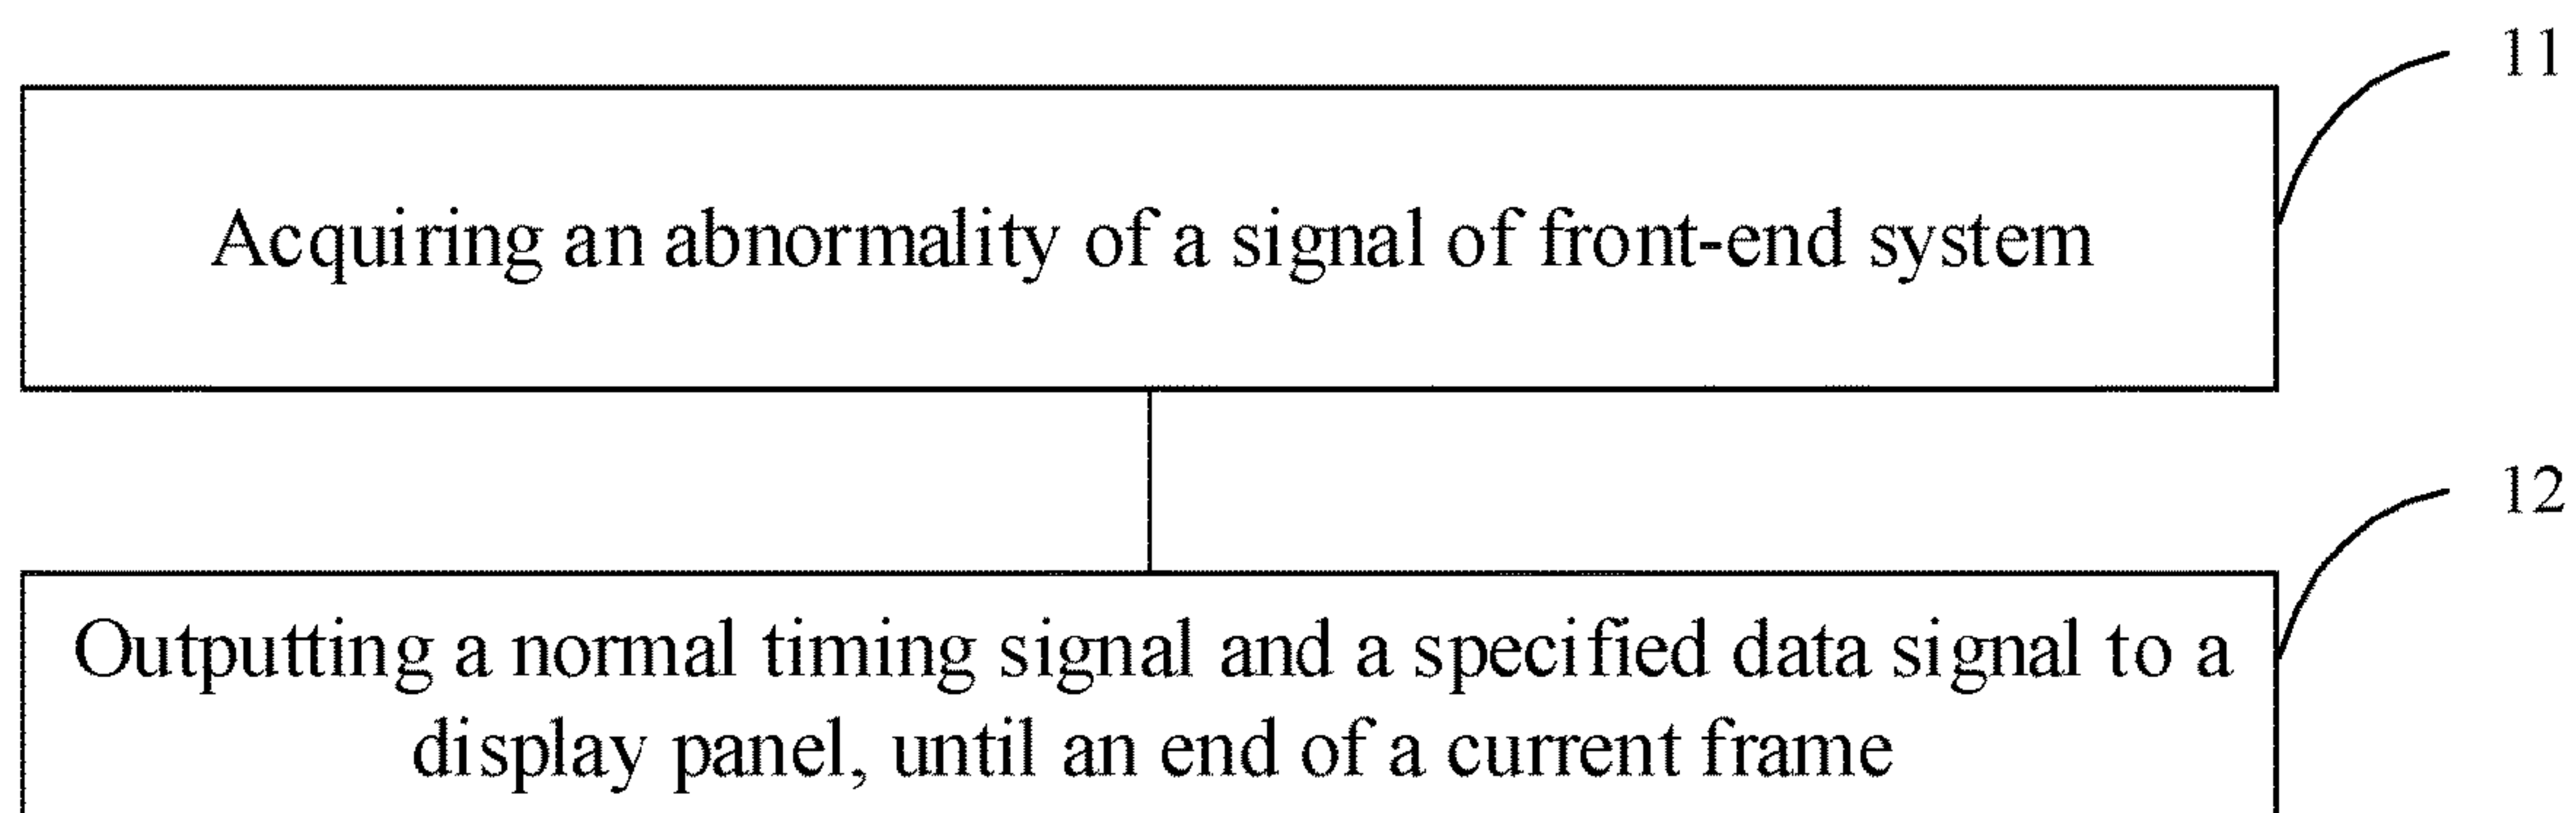 11
Acquiring an abnormality of a signal of front-end system
12
Outputting a normal timing signal and a specified data signal to a
display panel, until an end of a current frame